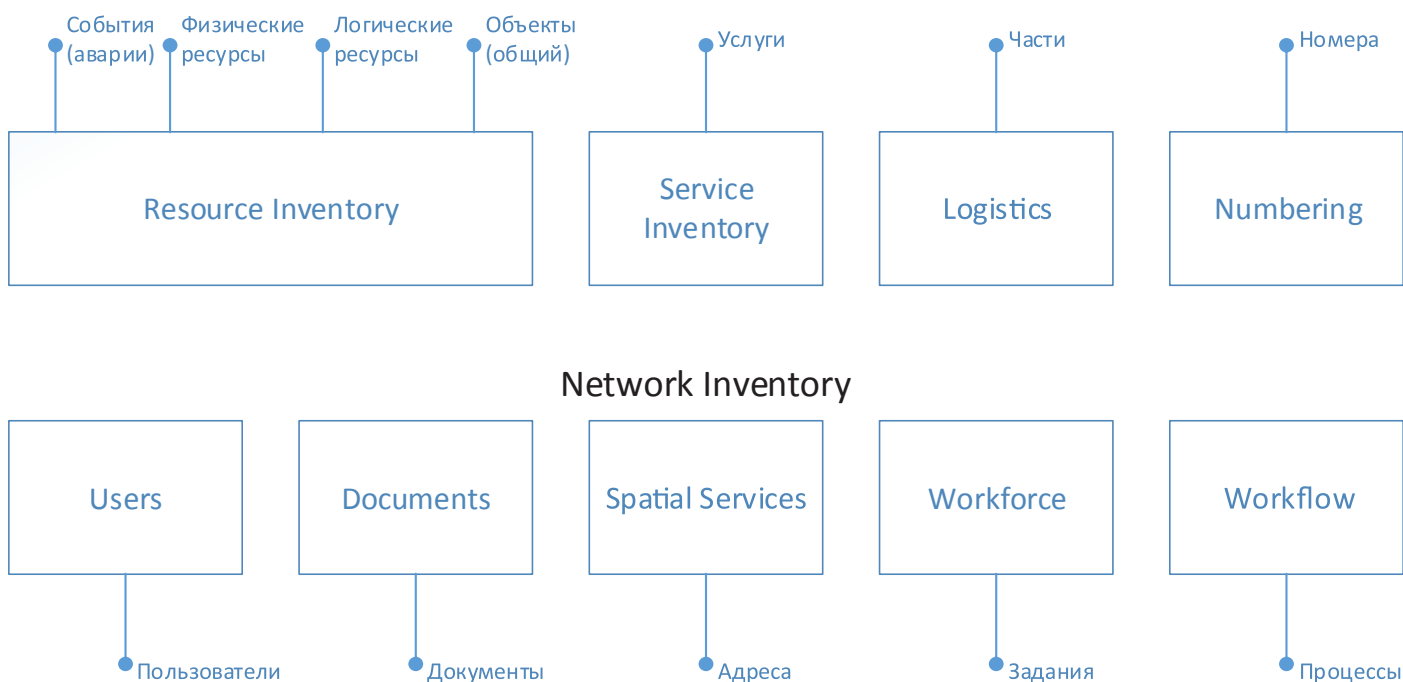 События
(аварии)
Физические
ресурсы
Логические
ресурсы
Объекты
(общий)
Услуги
Части
Номера
Resource Inventory
Service
Inventory
Logistics
Numbering
Network Inventory
Users
Documents
Spatial Services
Workforce
Workflow
Пользователи
Документы
Адреса
Задания
Процессы